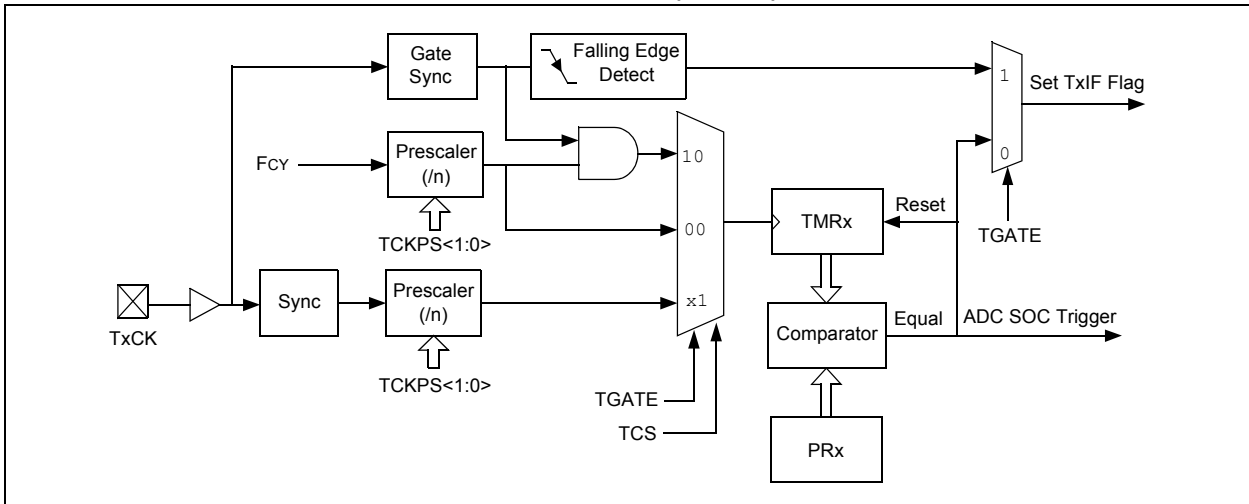 Gate
Sync
Falling Edge
Detect
1
Set TxIF Flag
FCY
Prescaler
(/n)
10
0
TCKPS<1:0>
00
TMRx
Reset
TGATE
TxCK
Sync
Prescaler
(/n)
x1
Comparator
Equal
ADC SOC Trigger
TCKPS<1:0>
TGATE
TCS
PRx